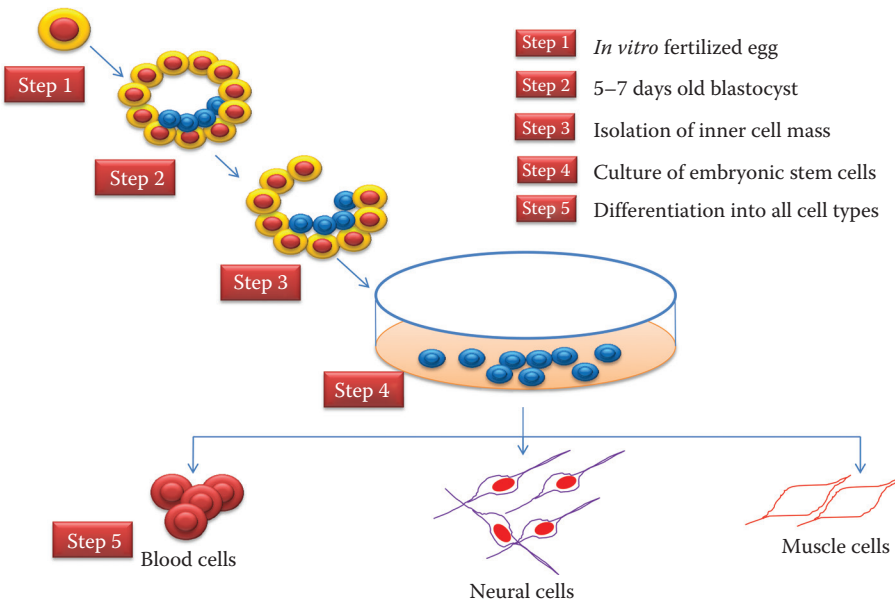 Step 1
Step 2
Step 3
Step 4
Step 5
Blood cells
Neural cells
Muscle cells
Step 1 In vitro fertilized egg
Step 2 5–7 days old blastocyst
Step 3 Isolation of inner cell mass
Step 4 Culture of embryonic stem cells
Step 5 Differentiation into all cell types